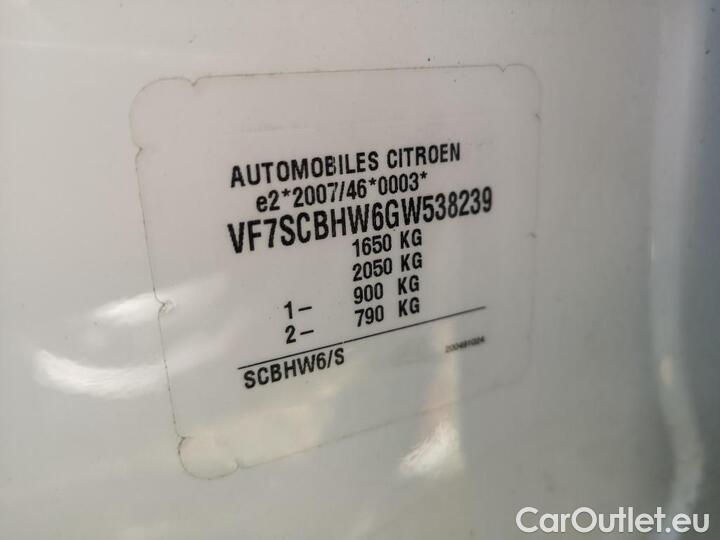 AUTOMOBILES CITROEN
e2*2007/46*0003*
VF7SCBHW6GW538239
1650 KG
2050 KG
1- 900 KG
2- 790 KG
SCBHW6/S
CarOutlet.eu